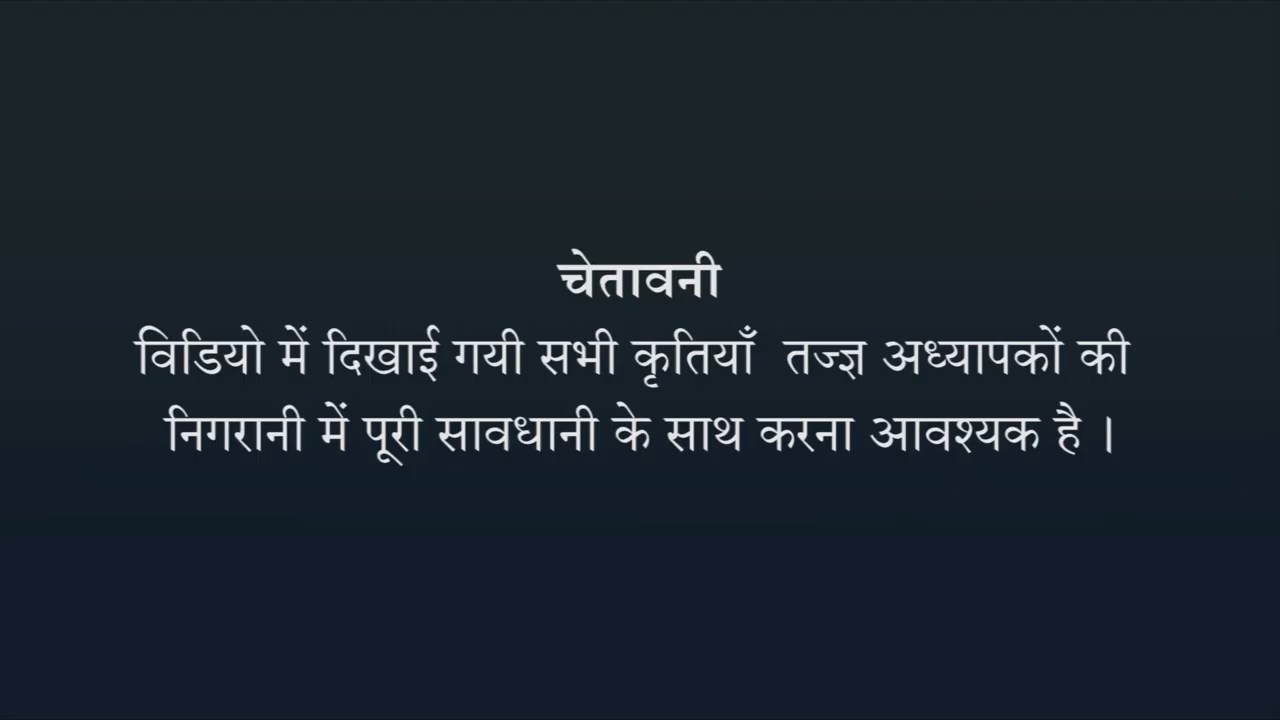 चेतावनी
विडियो में दिखाई गयी सभी कृतियाँ तज्ज्ञ अध्यापकों की
निगरानी में पूरी सावधानी के साथ करना आवश्यक है ।